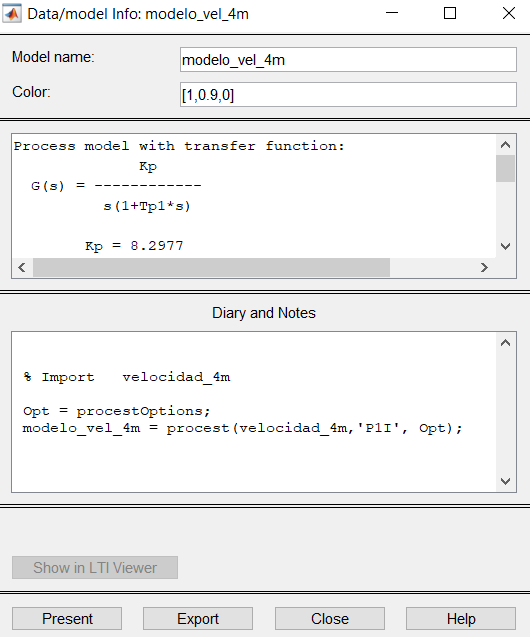 Data/model Info: modelo_vel_4m
Model name:
modelo_vel_4m
Color:
[1,0.9,0]
Process model with transfer function:
Kp
G(s) = ------------
s(1+Tp1*s)
Kp = 8.2977
Diary and Notes
% Import   velocidad_4m
Opt = procestOptions;
modelo_vel_4m = procest(velocidad_4m,'P1I', Opt);
Show in LTI Viewer
Present
Export
Close
Help